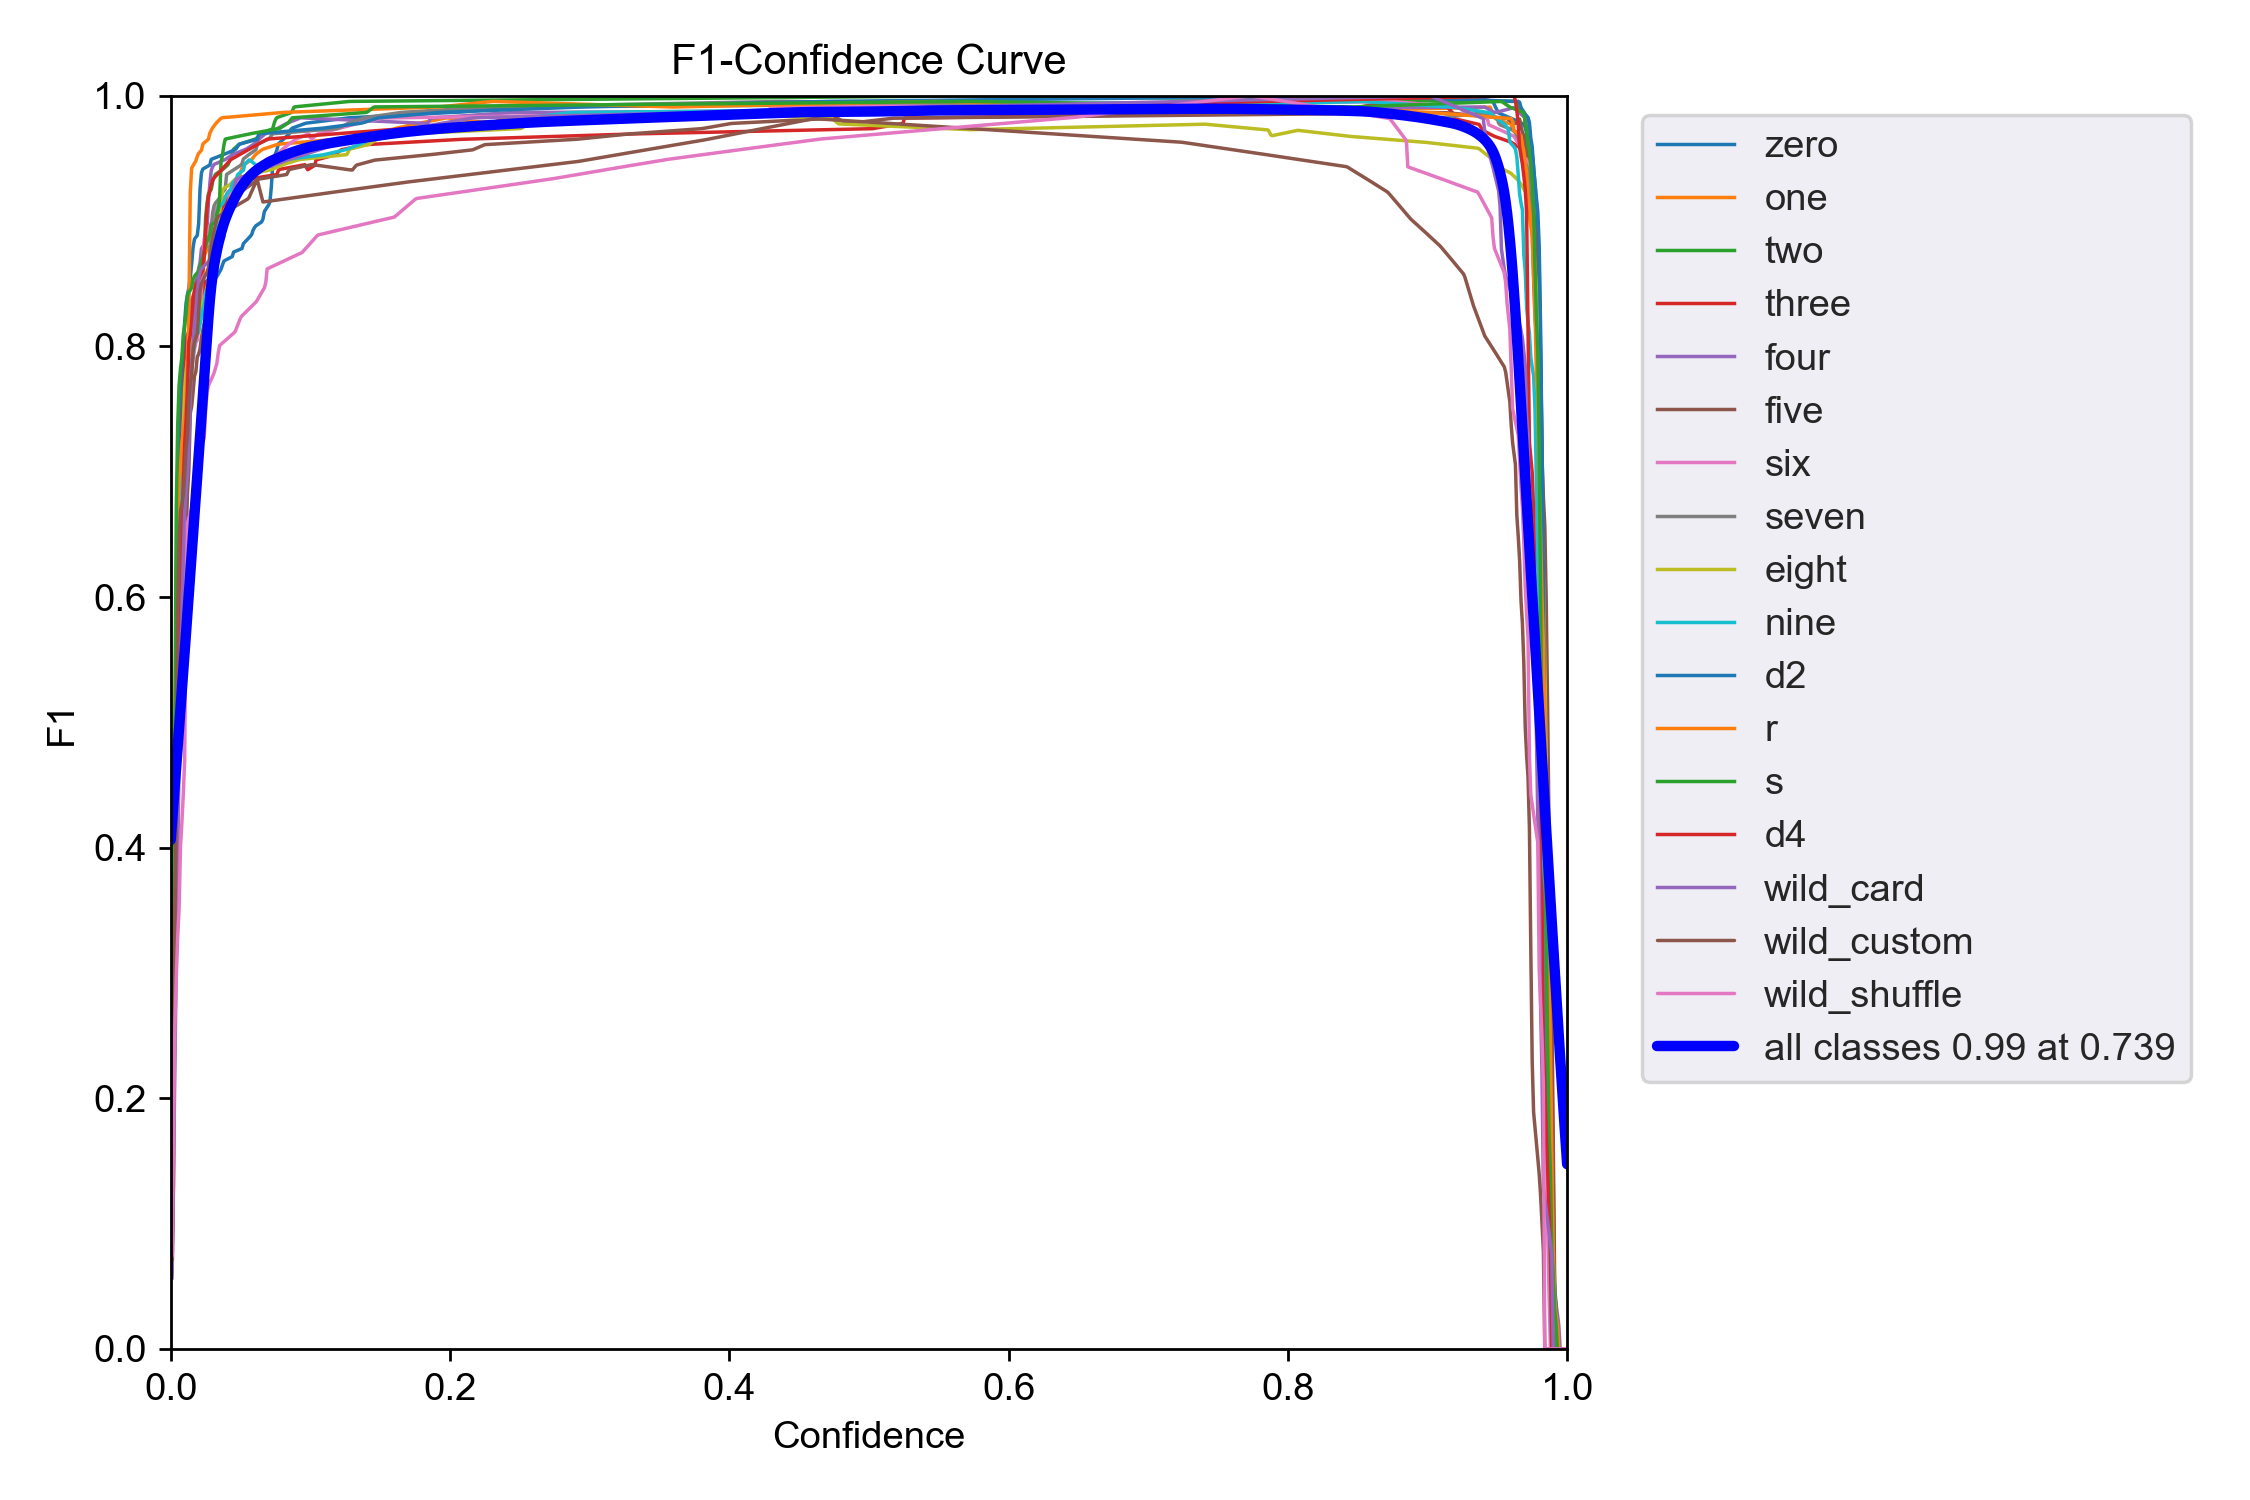 F1-Confidence Curve
1.0
0.8
0.6
0.4
0.2
0.0
F1
0.0 0.2 0.4 0.6 0.8 1.0
Confidence
zero
one
two
three
four
five
six
seven
eight
nine
d2
r
s
d4
wild_card
wild_custom
wild_shuffle
all classes 0.99 at 0.739